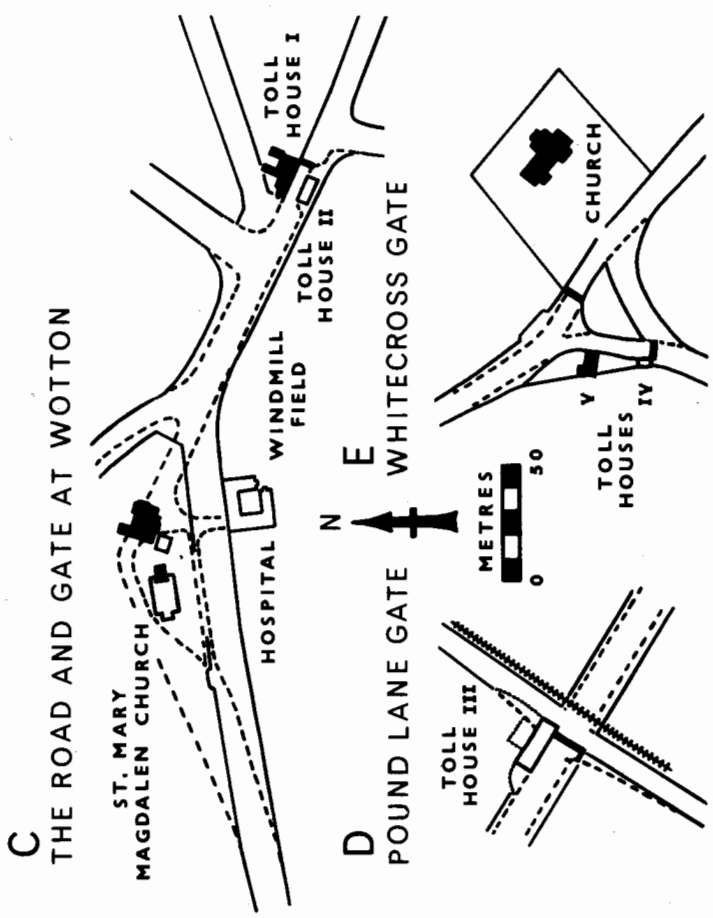 C
THE ROAD AND GATE AT WOTTON
ST. MARY
MAGDALEN CHURCH
HOSPITAL
WINDMILL
FIELD
TOLL
HOUSE II
TOLL
HOUSE I
D
POUND LANE GATE
TOLL
HOUSE III
N
METRES
0
50
E
WHITECROSS GATE
TOLL
HOUSES
V
IV
CHURCH